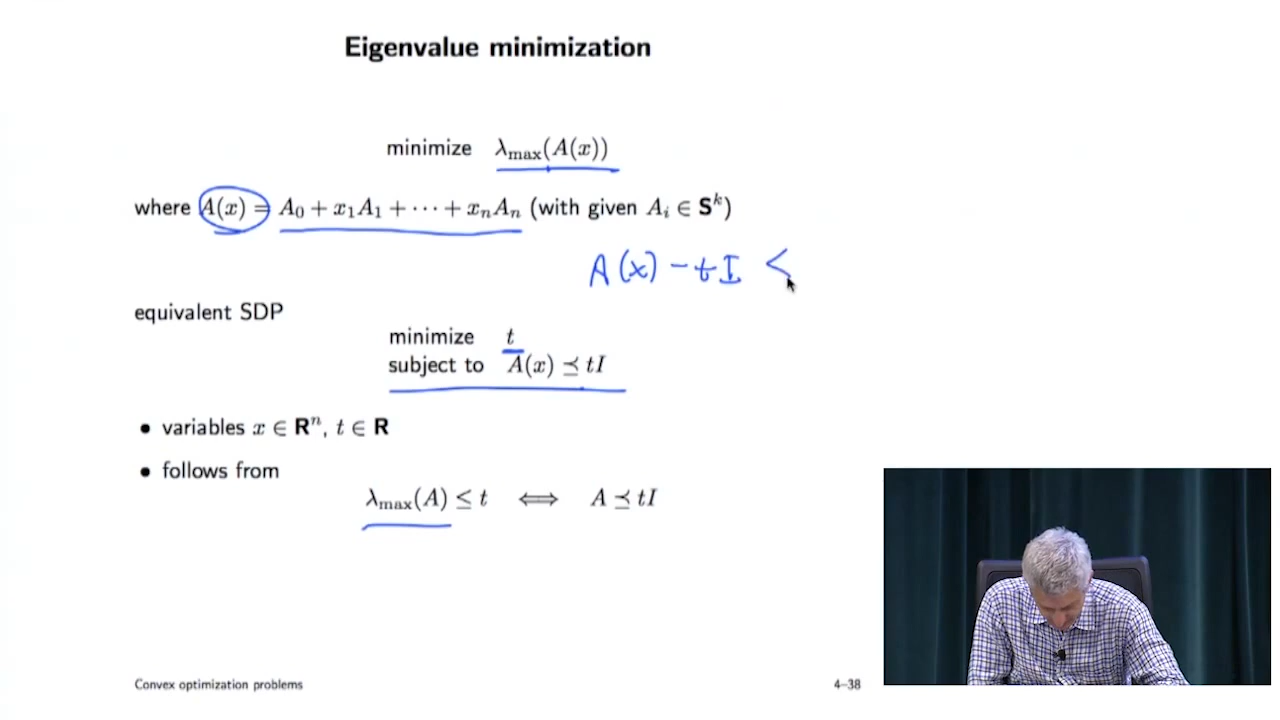 Eigenvalue minimization
minimize λmax(A(x))
where A(x) = A₀ + x₁A₁ + ⋯ + xₙAₙ (with given Aᵢ ∈ Sᵏ)
A(x) − tI <
equivalent SDP
minimize t
subject to A(x) ⪯ tI
• variables x ∈ Rⁿ, t ∈ R
• follows from
λmax(A) ≤ t ⟺ A ⪯ tI
Convex optimization problems 4–38